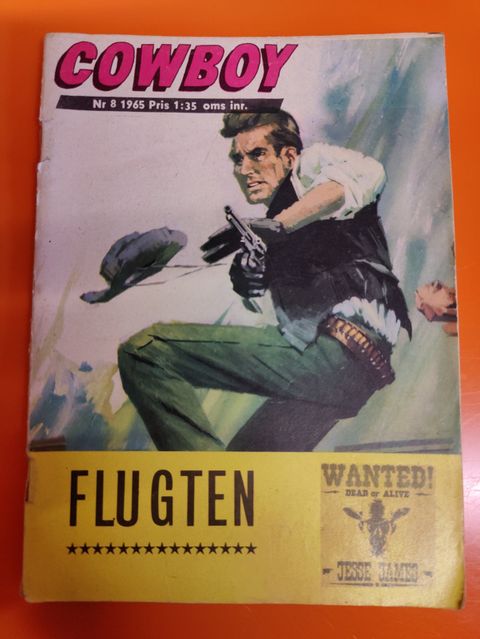 COWBOY
Nr 8 1965 Pris 1:35 oms inr.
FLUGTEN
WANTED!
DEAD or ALIVE
JESSE JAMES